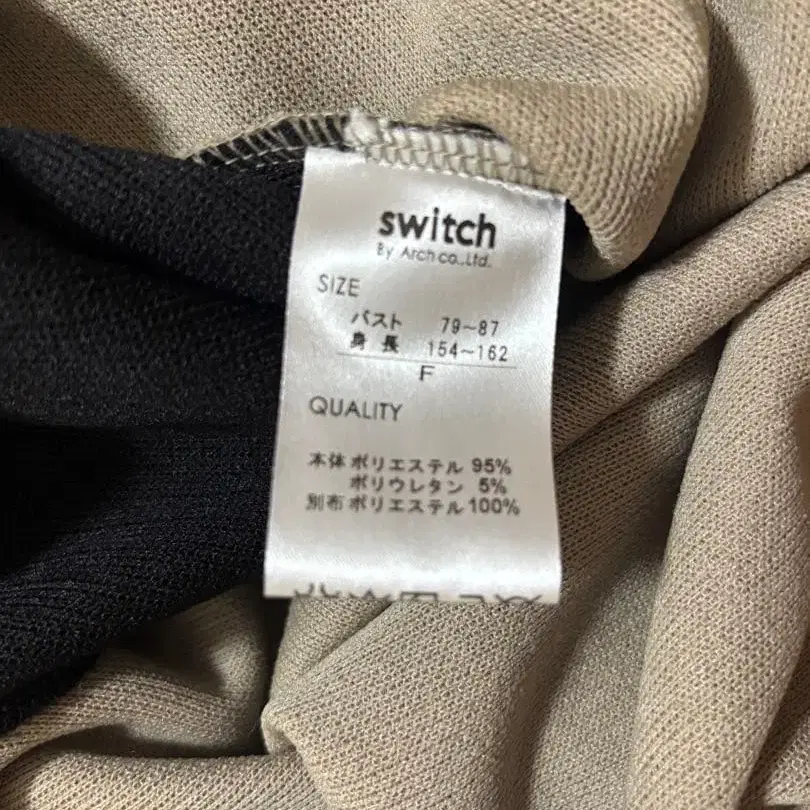 switch
By Arch co.,Ltd.
SIZE
バスト 79~87
身長 154~162
F
QUALITY
本体 ポリエステル 95%
ポリウレタン 5%
別布 ポリエステル 100%